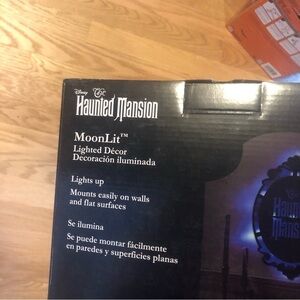 Disney
Haunted Mansion
MoonLit™
Lighted Décor
Decoración iluminada
Lights up
Mounts easily on walls
and flat surfaces
Se ilumina
Se puede montar fácilmente
en paredes y superficies planas
Haunted
Mansion